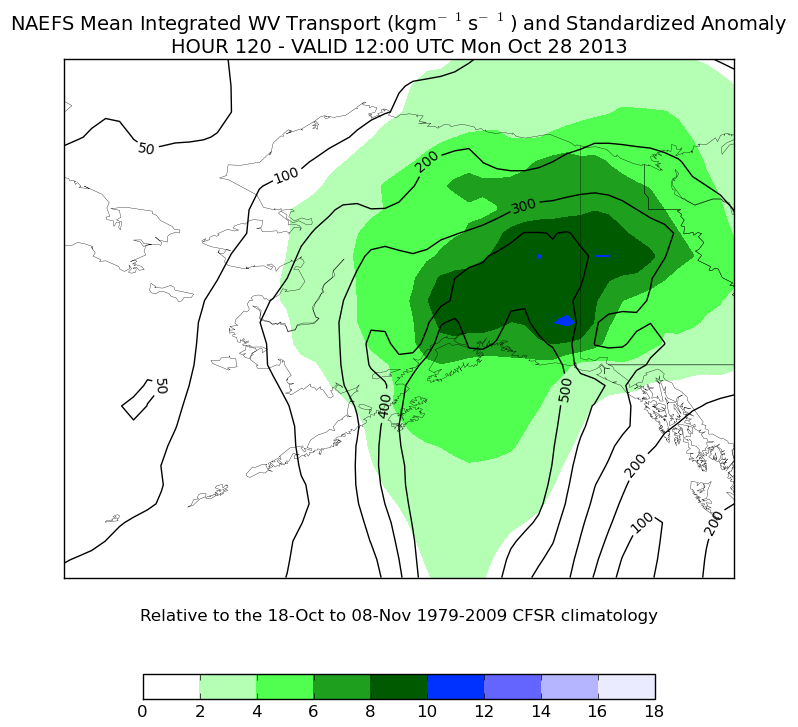 NAEFS Mean Integrated WV Transport (kgm⁻¹s⁻¹) and Standardized Anomaly
HOUR 120 - VALID 12:00 UTC Mon Oct 28 2013
50
100
200
300
50
400
500
200
100
200
Relative to the 18-Oct to 08-Nov 1979-2009 CFSR climatology
0 2 4 6 8 10 12 14 16 18